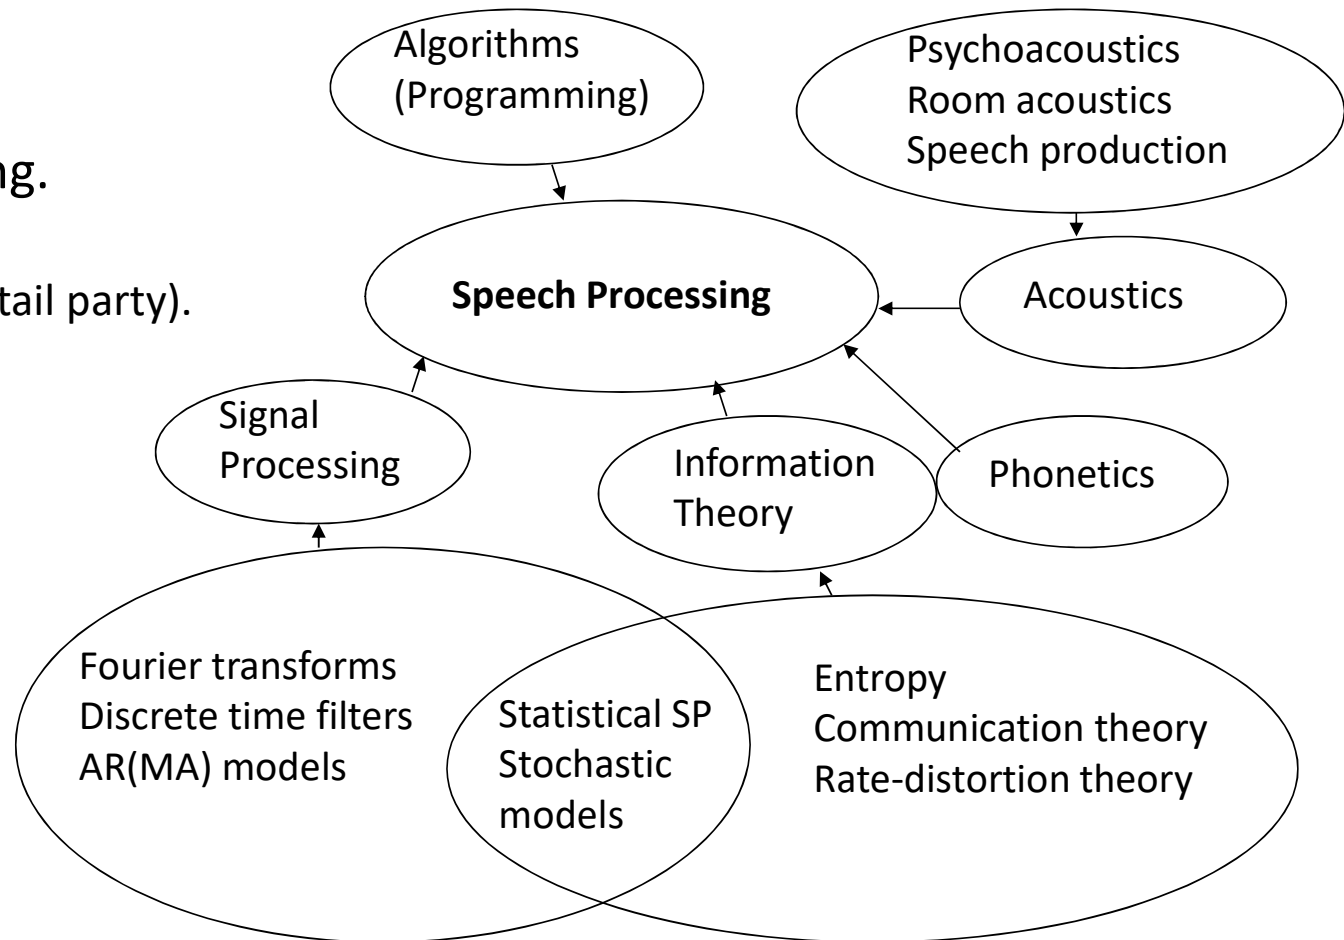 Algorithms
(Programming)
Psychoacoustics
Room acoustics
Speech production
ng.
tail party).
Speech Processing
Acoustics
Signal
Processing
Information
Theory
Phonetics
Fourier transforms
Discrete time filters
AR(MA) models
Statistical SP
Stochastic
models
Entropy
Communication theory
Rate-distortion theory